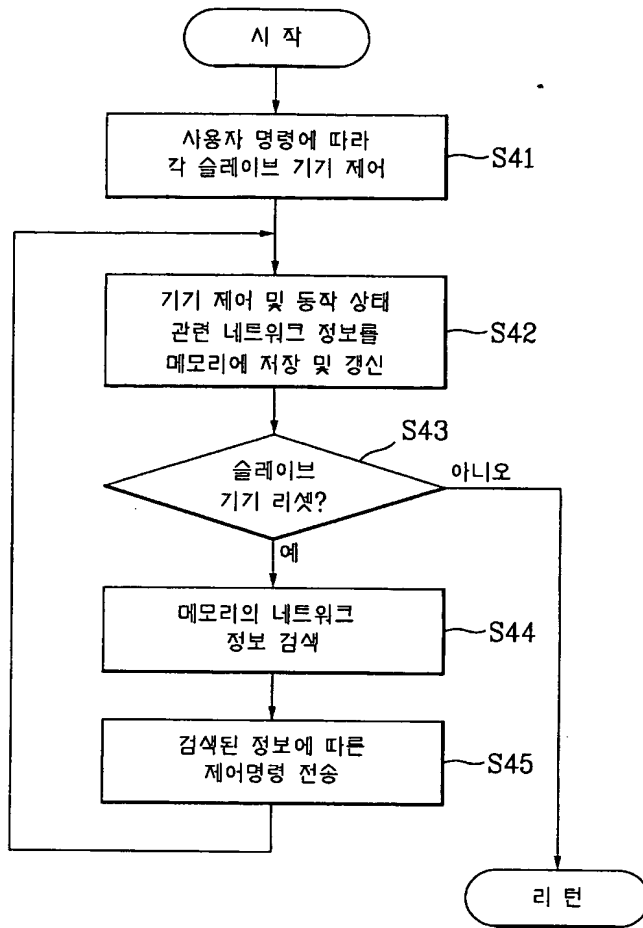 시 작
사용자 명령에 따라
각 슬레이브 기기 제어
S41
기기 제어 및 동작 상태
관련 네트워크 정보를
메모리에 저장 및 갱신
S42
S43
슬레이브
기기 리셋?
아니오
예
메모리의 네트워크
정보 검색
S44
검색된 정보에 따른
제어명령 전송
S45
리 턴